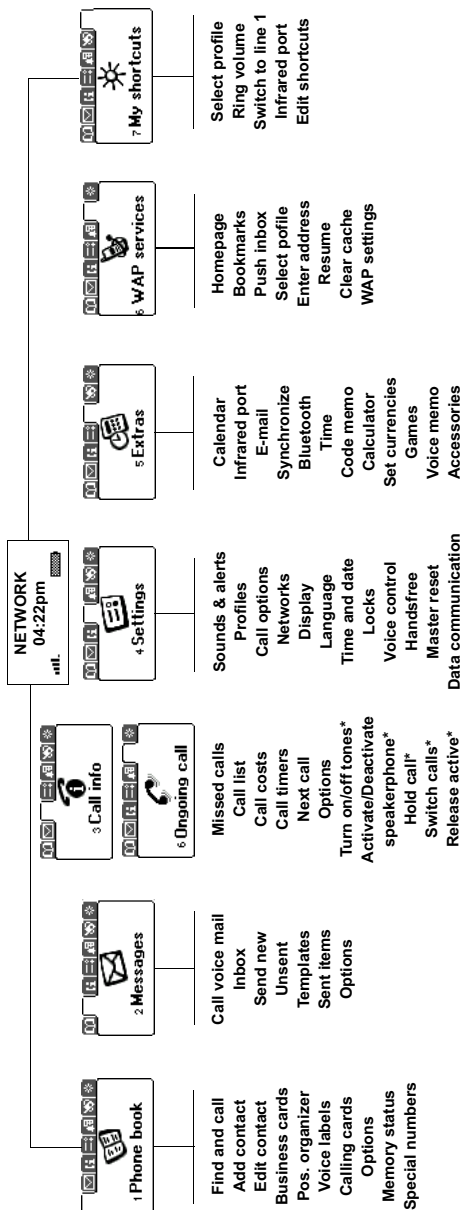 NETWORK
04:22pm
1 Phone book
Find and call
Add contact
Edit contact
Business cards
Pos. organizer
Voice labels
Calling cards
Options
Memory status
Special numbers
2 Messages
Call voice mail
Inbox
Send new
Unsent
Templates
Sent items
Options
3 Call info
6 Ongoing call
Missed calls
Call list
Call costs
Call timers
Next call
Options
Turn on/off tones*
Activate/Deactivate
speakerphone*
Hold call*
Switch calls*
Release active*
4 Settings
Sounds & alerts
Profiles
Call options
Networks
Display
Language
Time and date
Locks
Voice control
Handsfree
Master reset
Data communication
5 Extras
Calendar
Infrared port
E-mail
Synchronize
Bluetooth
Time
Code memo
Calculator
Set currencies
Games
Voice memo
Accessories
6 WAP services
Homepage
Bookmarks
Push inbox
Select pofile
Enter address
Resume
Clear cache
WAP settings
7 My shortcuts
Select profile
Ring volume
Switch to line 1
Infrared port
Edit shortcuts